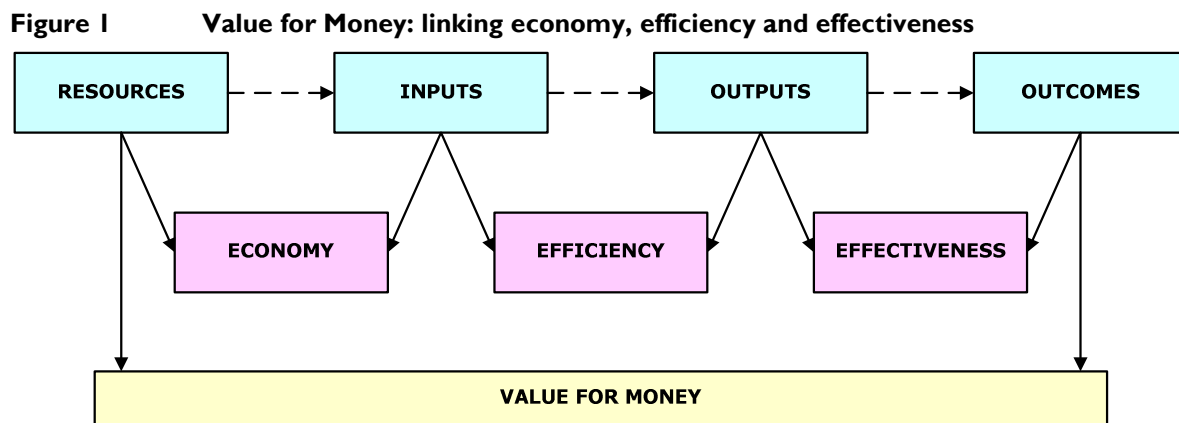 Figure 1 Value for Money: linking economy, efficiency and effectiveness
RESOURCES INPUTS OUTPUTS OUTCOMES
ECONOMY EFFICIENCY EFFECTIVENESS
VALUE FOR MONEY